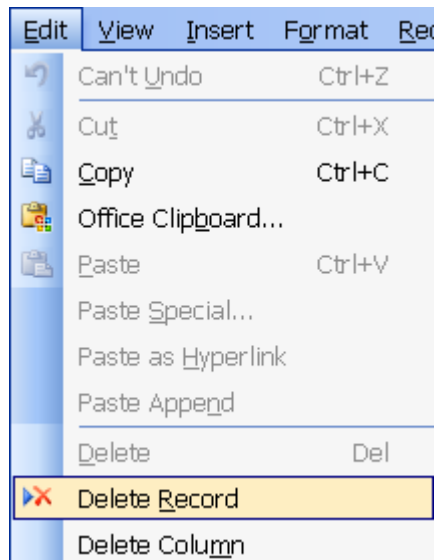 Edit View Insert Format Rec
Can't Undo Ctrl+Z
Cut Ctrl+X
Copy Ctrl+C
Office Clipboard...
Paste Ctrl+V
Paste Special...
Paste as Hyperlink
Paste Append
Delete Del
Delete Record
Delete Column